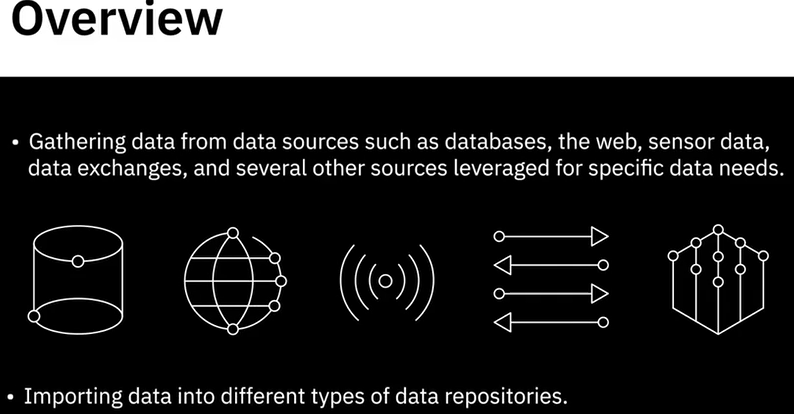 Overview
• Gathering data from data sources such as databases, the web, sensor data,
data exchanges, and several other sources leveraged for specific data needs.
• Importing data into different types of data repositories.